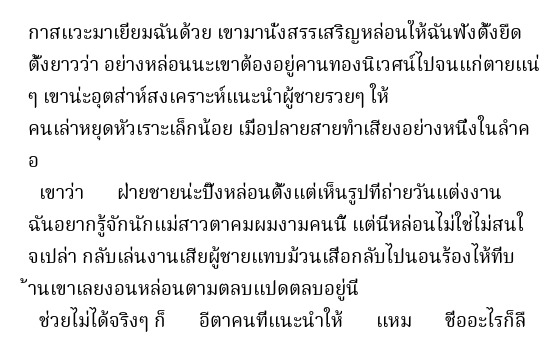 กาสแวะมาเยี่ยมฉันด้วย เขามานั่งสรรเสริญหล่อนให้ฉันฟังตั้งยืด
ตั้งยาวว่า อย่างหล่อนนะเขาต้องอยู่คานทองนิเวศน์ไปจนแก่ตายแน่
ๆ เขาน่ะอุตส่าห์สงเคราะห์แนะนำผู้ชายรวยๆ ให้
คนเล่าหยุดหัวเราะเล็กน้อย เมื่อปลายสายทำเสียงอย่างหนึ่งในลำค
อ
เขาว่า ฝ่ายชายน่ะปิ๊งหล่อนตั้งแต่เห็นรูปที่ถ่ายวันแต่งงาน
ฉันอยากรู้จักนักแม่สาวตาคมผมงามคนนี้ แต่นี่หล่อนไม่ใช่ไม่สนใ
จเปล่า กลับเล่นงานเสียผู้ชายแทบม้วนเสื่อกลับไปนอนร้องไห้ที่บ
้านเขาเลยงอนหล่อนตามตลบแปดตลบอยู่นี่
ช่วยไม่ได้จริงๆ ก็ อีตาคนที่แนะนำให้ แหม ชื่ออะไรก็ลื